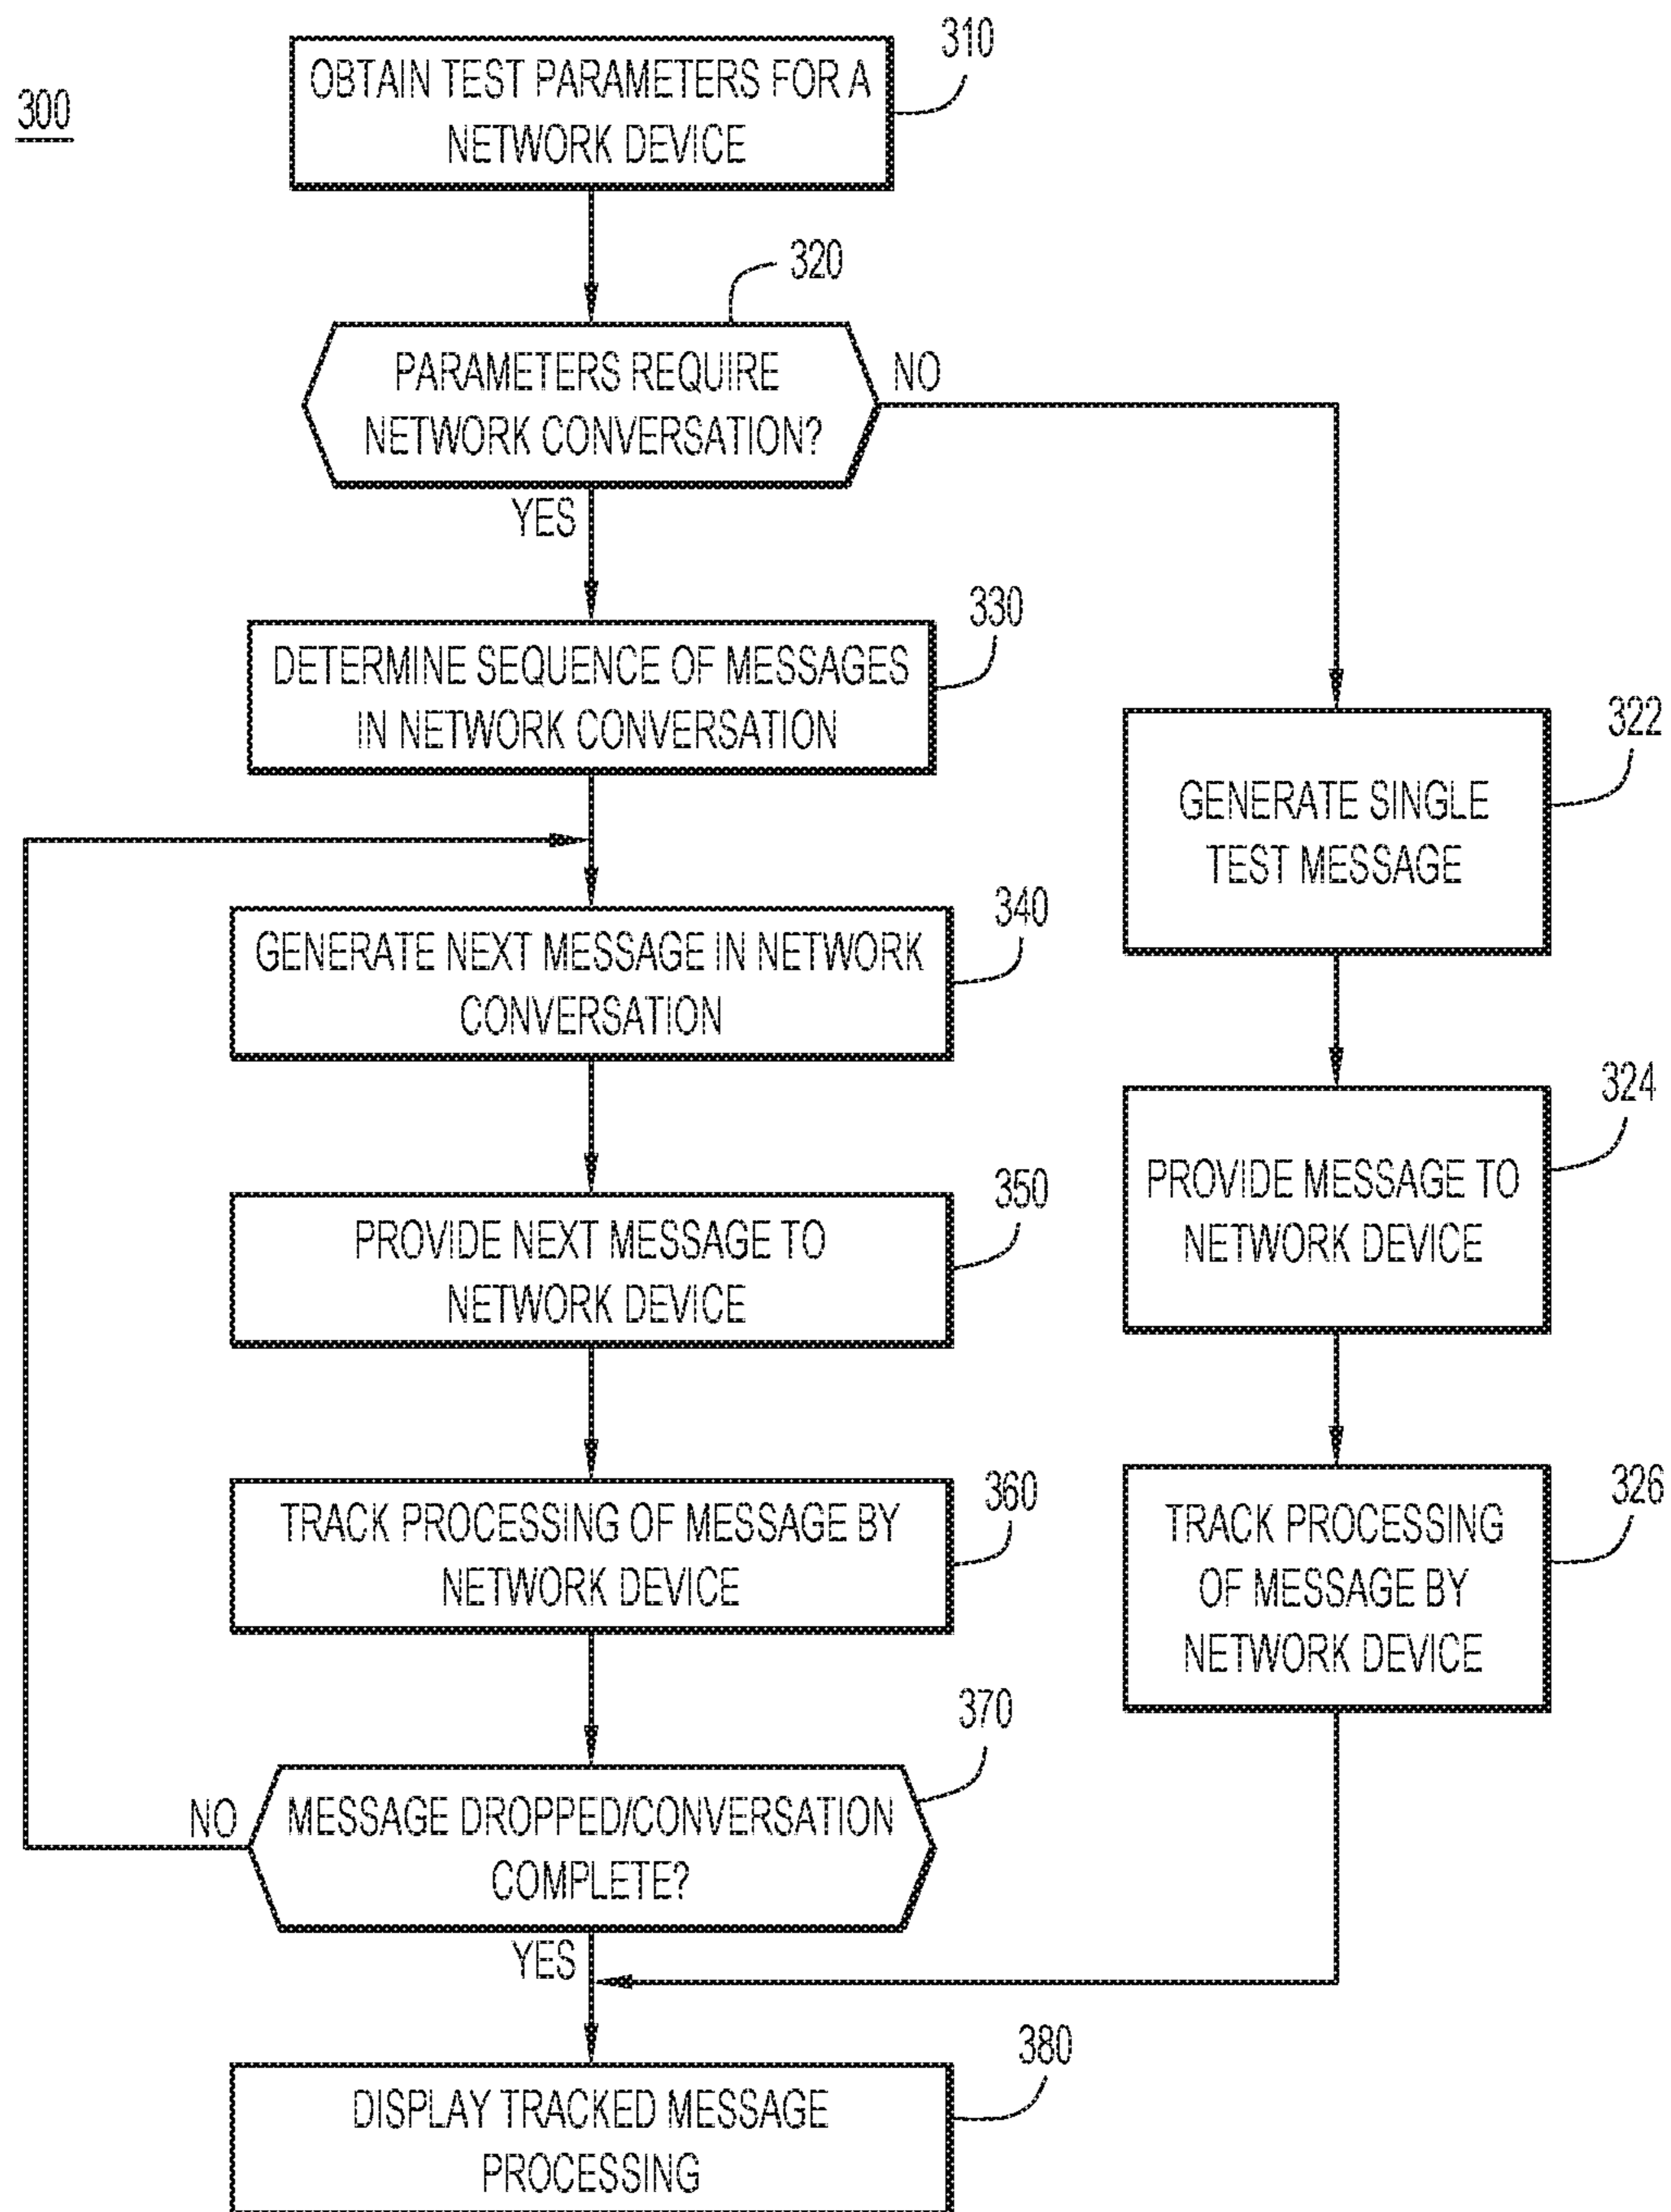 300
310
OBTAIN TEST PARAMETERS FOR A
NETWORK DEVICE
320
PARAMETERS REQUIRE
NETWORK CONVERSATION?
NO
YES
330
DETERMINE SEQUENCE OF MESSAGES
IN NETWORK CONVERSATION
322
GENERATE SINGLE
TEST MESSAGE
340
GENERATE NEXT MESSAGE IN NETWORK
CONVERSATION
324
PROVIDE MESSAGE TO
NETWORK DEVICE
350
PROVIDE NEXT MESSAGE TO
NETWORK DEVICE
360
TRACK PROCESSING OF MESSAGE BY
NETWORK DEVICE
326
TRACK PROCESSING
OF MESSAGE BY
NETWORK DEVICE
370
NO
MESSAGE DROPPED/CONVERSATION
COMPLETE?
YES
380
DISPLAY TRACKED MESSAGE
PROCESSING